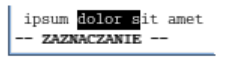 ipsum dolor sit amet
-- ZAZNACZANIE --